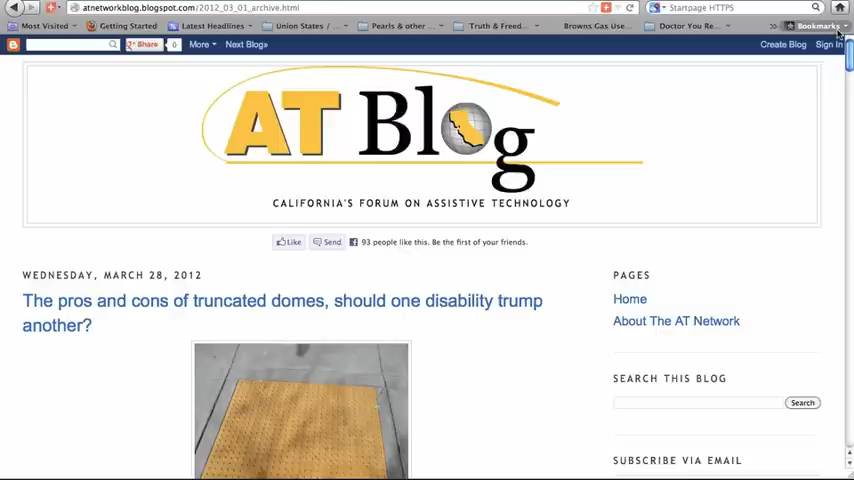 atnetworkblog.blogspot.com/2012_03_01_archive.html
Startpage HTTPS
Most Visited
Getting Started
Latest Headlines
Union States /
Pearls & other ...
Truth & Freed...
Browns Gas Use...
Doctor You Re...
Bookmarks
Share
0
More
Next Blog»
Create Blog
Sign In
AT Blog
CALIFORNIA'S FORUM ON ASSISTIVE TECHNOLOGY
Like
Send
93 people like this. Be the first of your friends.
WEDNESDAY, MARCH 28, 2012
The pros and cons of truncated domes, should one disability trump
another?
PAGES
Home
About The AT Network
SEARCH THIS BLOG
Search
SUBSCRIBE VIA EMAIL